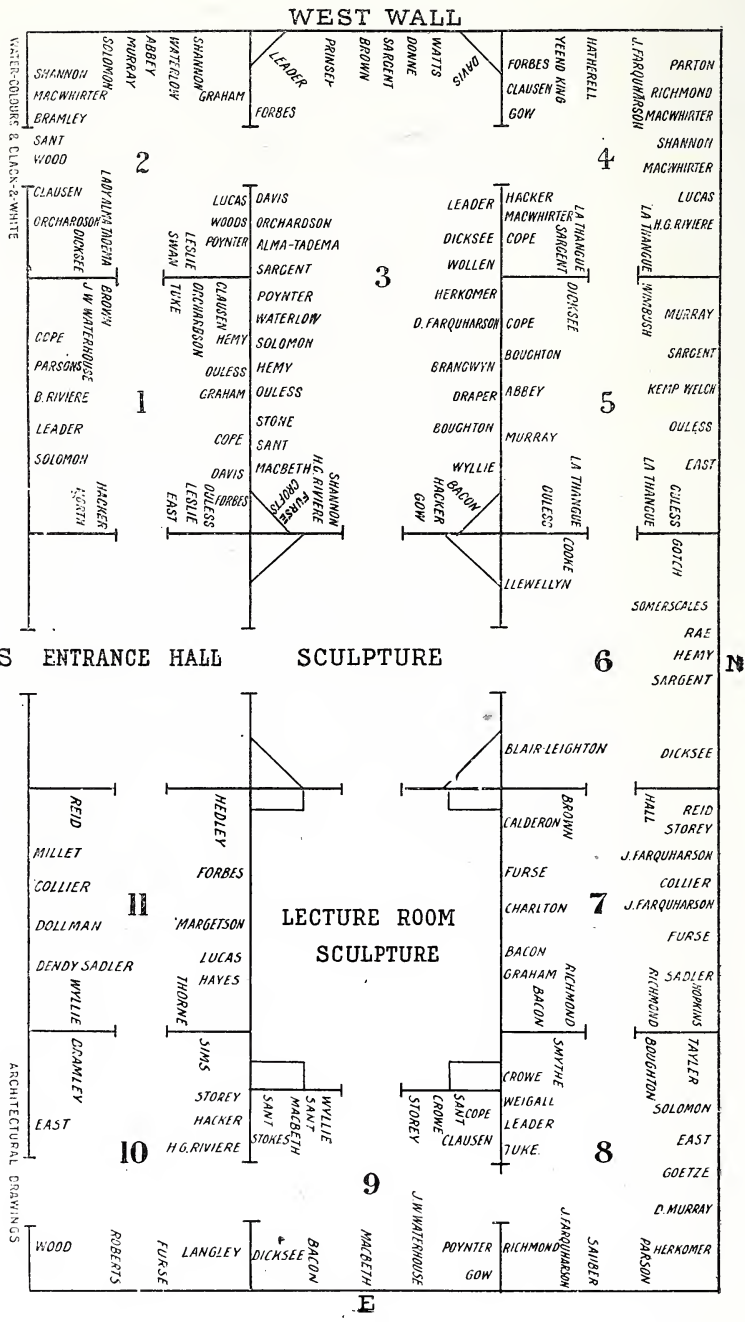 WEST WALL
WATER-COLOURS & CLACK-&-WHITE
SHANNON
MACWHIRTER
BRAMLEY
SANT
WOOD
CLAUSEN
ORCHARDSON
SOLOMON
MURRAY
ABBEY
WATERLOW
SHANNON
GRAHAM
2
LADY ALMA TADEMA
DICKSEE
LUCAS
WOODS
POYNTER
LESLIE
SWAN
LEADER
PRINSEP
BROWN
SARGENT
DONNE
WATTS
DAVIS
FORBES
DAVIS
ORCHARDSON
ALMA-TADEMA
SARGENT
POYNTER
WATERLOW
SOLOMON
HEMY
OULESS
STONE
SANT
MACBETH
CROFTS
FURSE
H.G. RIVIERE
SHANNON
3
LEADER
DICKSEE
WOLLEN
HERKOMER
D. FARQUHARSON
BRANGWYN
DRAPER
BOUGHTON
WYLLIE
BACON
HACKER
GOW
FORBES
CLAUSEN
GOW
YEEND KING
HATHERELL
J. FARQUHARSON
PARTON
RICHMOND
MACWHIRTER
SHANNON
MACWHIRTER
LUCAS
H.G. RIVIERE
4
HACKER
MACWHIRTER
COPE
SARGENT
LA THANGUE
LA THANGUE
BROWN
J W WATERHOUSE
COPE
PARSONS
B. RIVIERE
LEADER
SOLOMON
1
TUKE
ORCHARDSON
CLAUSEN
HEMY
OULESS
GRAHAM
COPE
DAVIS
FORBES
OULESS
LESLIE
EAST
HACKER
NORTH
DICKSEE
COPE
BOUGHTON
ABBEY
MURRAY
5
WIMBUSH
MURRAY
SARGENT
KEMP WELCH
OULESS
EAST
LA THANGUE
OULESS
LA THANGUE
OULESS
COOKE
LLEWELLYN
GOTCH
SOMERSCALES
RAE
HEMY
SARGENT
6
N
S ENTRANCE HALL SCULPTURE
BLAIR-LEIGHTON
DICKSEE
REID
HEDLEY
MILLET
COLLIER
DOLLMAN
DENDY SADLER
WYLLIE
11
FORBES
MARGETSON
LUCAS
HAYES
THORNE
LECTURE ROOM
SCULPTURE
CALDERON
BROWN
FURSE
CHARLTON
BACON
GRAHAM
BACON
RICHMOND
7
HALL
REID
STOREY
J. FARQUHARSON
COLLIER
J. FARQUHARSON
FURSE
SADLER
HOPKINS
RICHMOND
ARCHITECTURAL DRAWINGS
BRAMLEY
SIMS
EAST
10
STOREY
HACKER
H G. RIVIERE
WOOD
ROBERTS
FURSE
LANGLEY
SANT
STOKES
MACBETH
SANT
WYLLIE
STOREY
CROWE
SANT
COPE
CLAUSEN
9
DICKSEE
BACON
MACBETH
J.W WATERHOUSE
POYNTER
GOW
CROWE
WEIGALL
LEADER
TUKE.
SMYTHE
8
BOUGHTON
TAYLER
SOLOMON
EAST
GOETZE
D. MURRAY
HERKOMER
RICHMOND
J. FARQUHARSON
SAUBER
PARSON
E